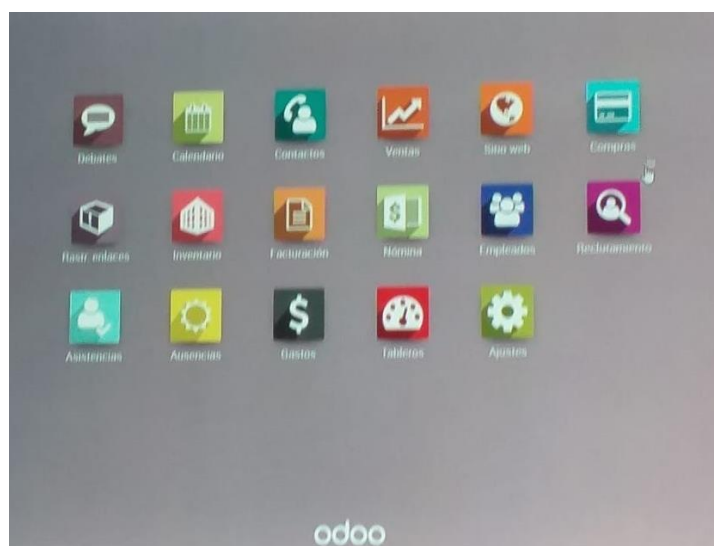 Debates
Calendario
Contactos
Ventas
Sitio web
Compras
Rastr. enlaces
Inventario
Facturación
Nómina
Empleados
Reclutamiento
Asistencias
Ausencias
Gastos
Tableros
Ajustes
odoo